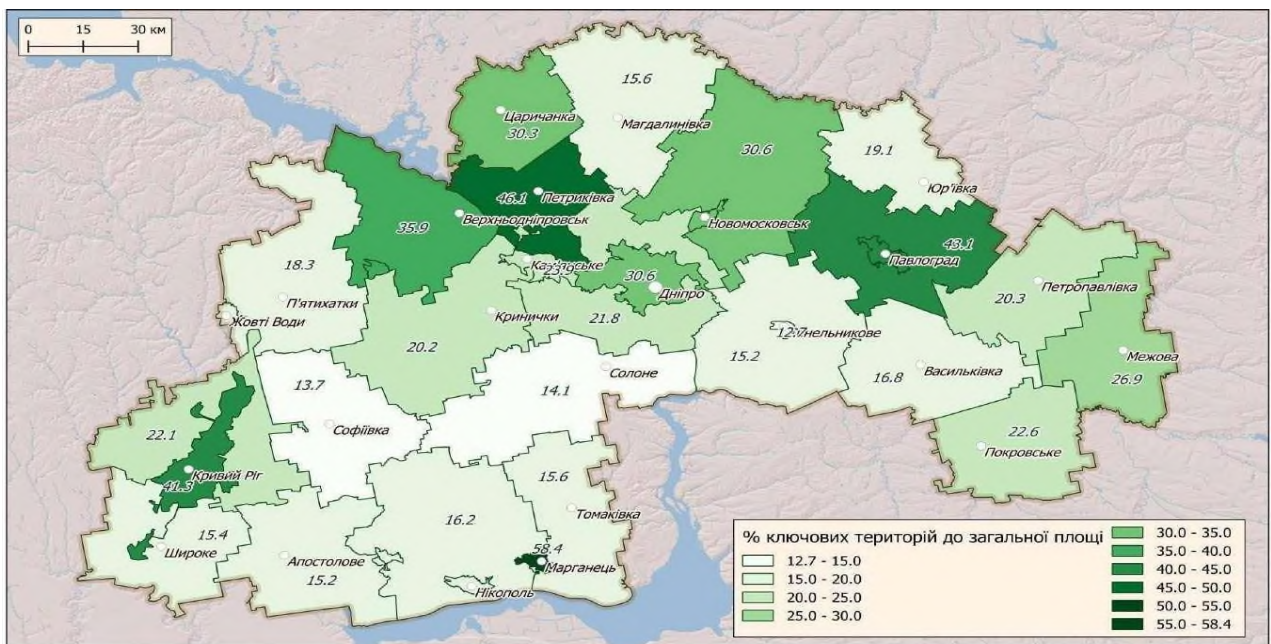 0 15 30 км
15.6
Царичанка
30.3
Магдалинівка
30.6
19.1
Юр'ївка
46.1
Петриківка
Верхньодніпровськ
35.9
Новомосковськ
43.1
Павлоград
23.9
30.6
Дніпро
18.3
П'ятихатки
Жовті Води
Кринички
21.8
20.3
Петропавлівка
20.2
12.7
15.2
Межова
26.9
13.7
14.1
Солоне
16.8
Васильківка
Софіївка
22.1
22.6
Покровське
Кривий Ріг
41.3
15.6
Томаківка
15.4
Широке
16.2
Апостолове
15.2
58.4
Марганець
Нікополь
% ключових територій до загальної площі
12.7 - 15.0
15.0 - 20.0
20.0 - 25.0
25.0 - 30.0
30.0 - 35.0
35.0 - 40.0
40.0 - 45.0
45.0 - 50.0
50.0 - 55.0
55.0 - 58.4